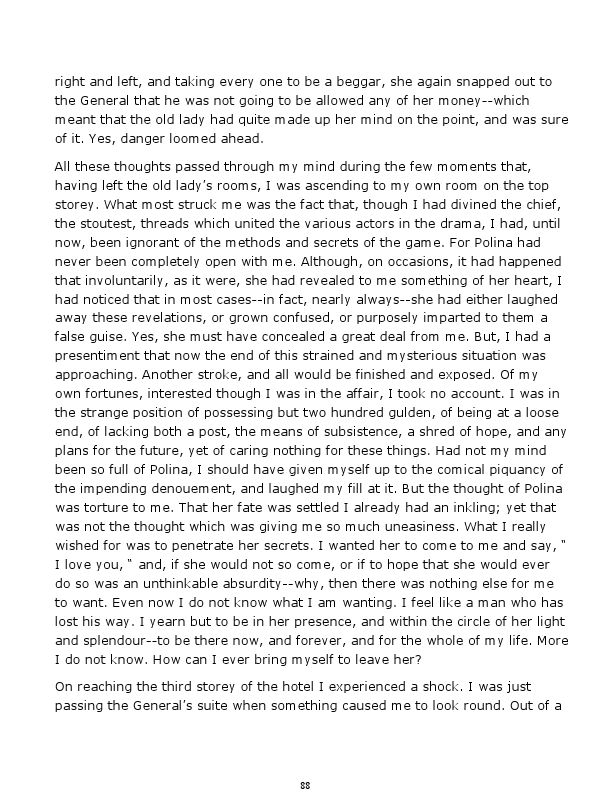 right and left, and taking every one to be a beggar, she again snapped out to
the General that he was not going to be allowed any of her money--which
meant that the old lady had quite made up her mind on the point, and was sure
of it. Yes, danger loomed ahead.
All these thoughts passed through my mind during the few moments that,
having left the old lady’s rooms, I was ascending to my own room on the top
storey. What most struck me was the fact that, though I had divined the chief,
the stoutest, threads which united the various actors in the drama, I had, until
now, been ignorant of the methods and secrets of the game. For Polina had
never been completely open with me. Although, on occasions, it had happened
that involuntarily, as it were, she had revealed to me something of her heart, I
had noticed that in most cases--in fact, nearly always--she had either laughed
away these revelations, or grown confused, or purposely imparted to them a
false guise. Yes, she must have concealed a great deal from me. But, I had a
presentiment that now the end of this strained and mysterious situation was
approaching. Another stroke, and all would be finished and exposed. Of my
own fortunes, interested though I was in the affair, I took no account. I was in
the strange position of possessing but two hundred gulden, of being at a loose
end, of lacking both a post, the means of subsistence, a shred of hope, and any
plans for the future, yet of caring nothing for these things. Had not my mind
been so full of Polina, I should have given myself up to the comical piquancy of
the impending denouement, and laughed my fill at it. But the thought of Polina
was torture to me. That her fate was settled I already had an inkling; yet that
was not the thought which was giving me so much uneasiness. What I really
wished for was to penetrate her secrets. I wanted her to come to me and say, “
I love you, “ and, if she would not so come, or if to hope that she would ever
do so was an unthinkable absurdity--why, then there was nothing else for me
to want. Even now I do not know what I am wanting. I feel like a man who has
lost his way. I yearn but to be in her presence, and within the circle of her light
and splendour--to be there now, and forever, and for the whole of my life. More
I do not know. How can I ever bring myself to leave her?
On reaching the third storey of the hotel I experienced a shock. I was just
passing the General’s suite when something caused me to look round. Out of a
88